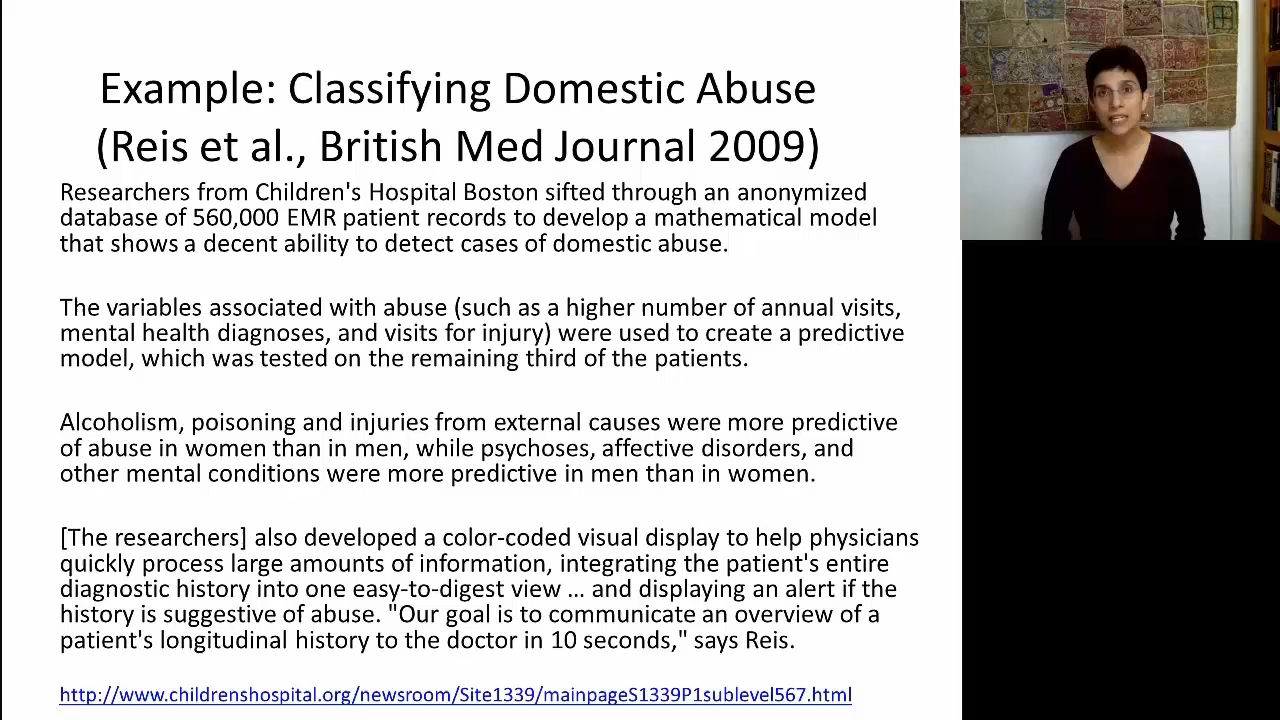 Example: Classifying Domestic Abuse
(Reis et al., British Med Journal 2009)
Researchers from Children's Hospital Boston sifted through an anonymized
database of 560,000 EMR patient records to develop a mathematical model
that shows a decent ability to detect cases of domestic abuse.
The variables associated with abuse (such as a higher number of annual visits,
mental health diagnoses, and visits for injury) were used to create a predictive
model, which was tested on the remaining third of the patients.
Alcoholism, poisoning and injuries from external causes were more predictive
of abuse in women than in men, while psychoses, affective disorders, and
other mental conditions were more predictive in men than in women.
[The researchers] also developed a color-coded visual display to help physicians
quickly process large amounts of information, integrating the patient's entire
diagnostic history into one easy-to-digest view … and displaying an alert if the
history is suggestive of abuse. "Our goal is to communicate an overview of a
patient's longitudinal history to the doctor in 10 seconds," says Reis.
http://www.childrenshospital.org/newsroom/Site1339/mainpageS1339P1sublevel567.html